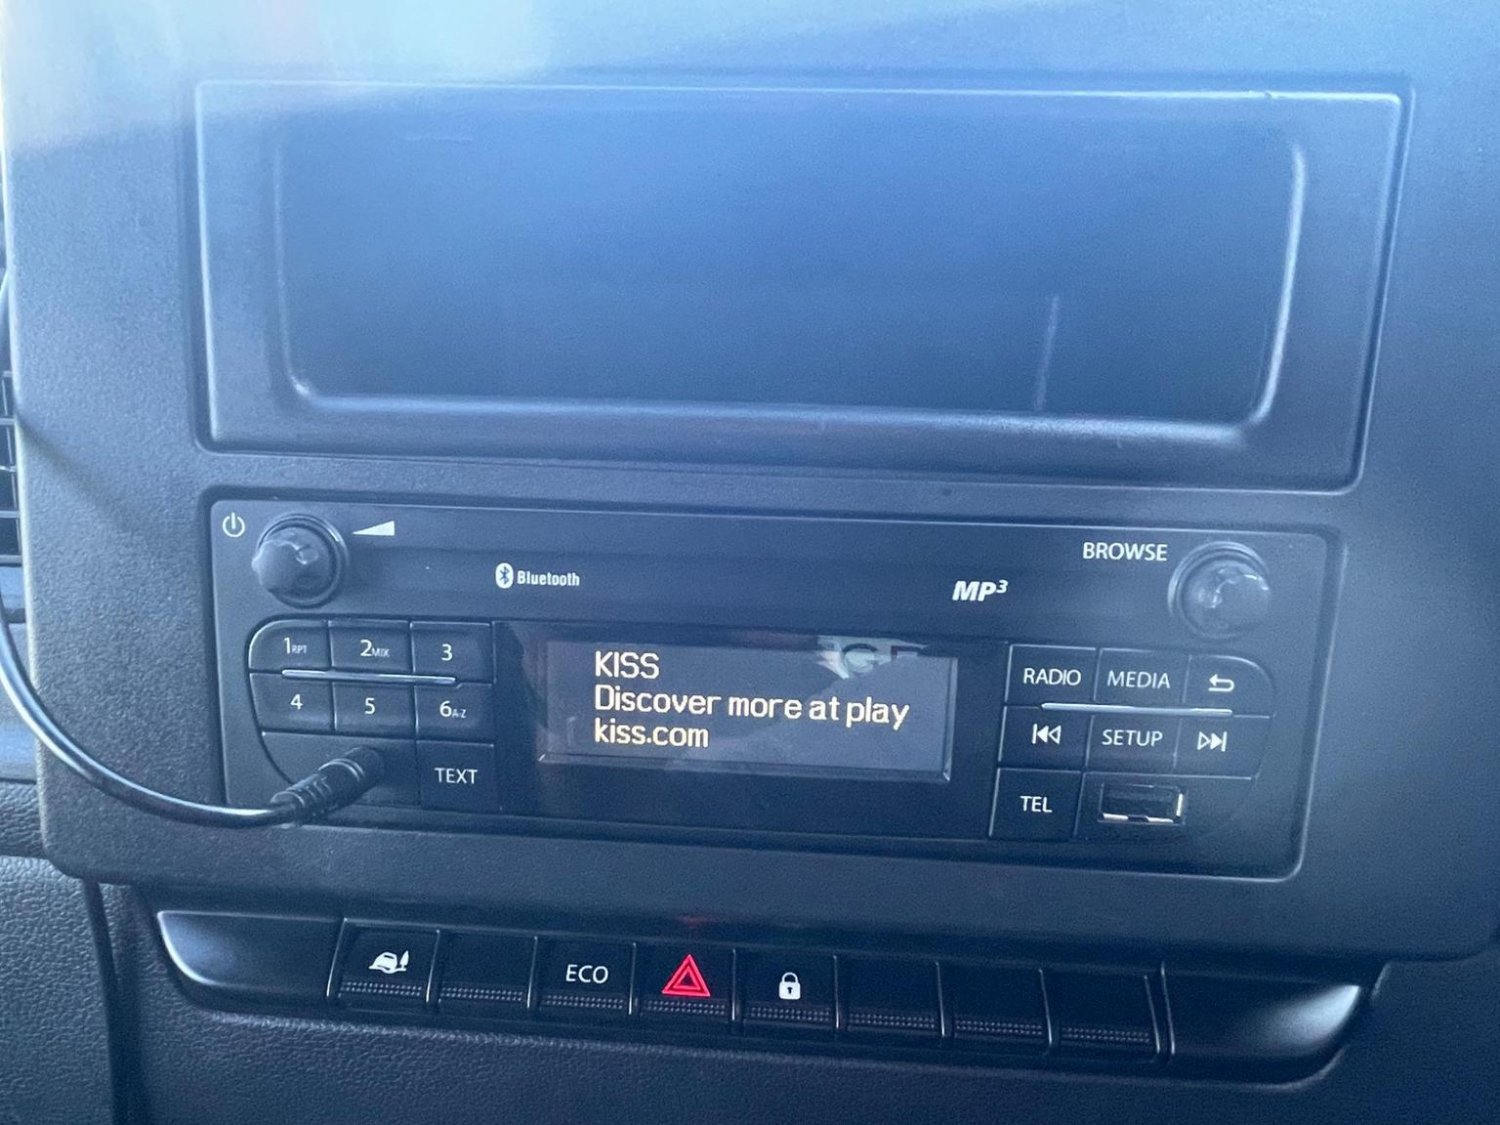 BROWSE
Bluetooth
MP3
1RPT 2MIX 3
4 5 6A-Z
TEXT
KISS
Discover more at play
kiss.com
RADIO MEDIA
SETUP
TEL
ECO